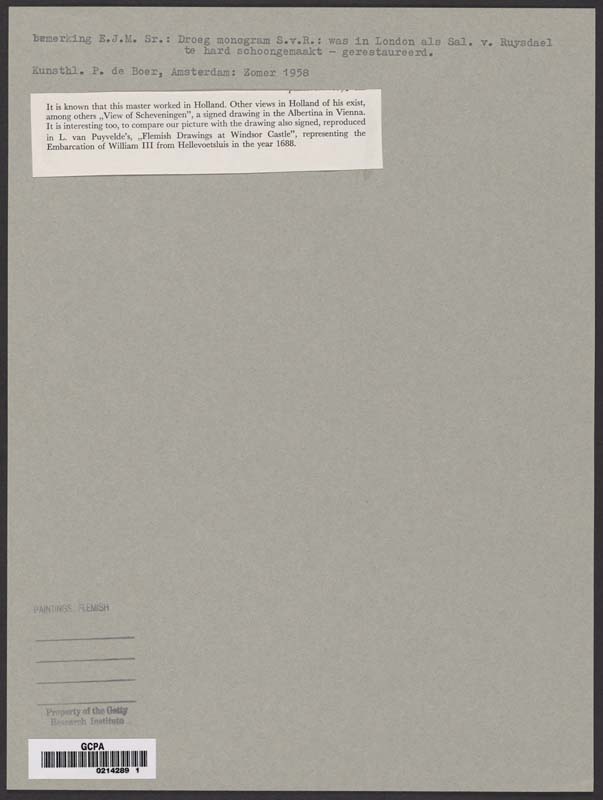 bemerking E.J.M. Sr.: Droeg monogram S.v.R.: was in London als Sal. v. Ruysdael
te hard schoongemaakt - gerestaureerd.
Kunsthl. P. de Boer, Amsterdam: Zomer 1958
It is known that this master worked in Holland. Other views in Holland of his exist,
among others „View of Scheveningen”, a signed drawing in the Albertina in Vienna.
It is interesting too, to compare our picture with the drawing also signed, reproduced
in L. van Puyvelde's, „Flemish Drawings at Windsor Castle”, representing the
Embarcation of William III from Hellevoetsluis in the year 1688.
PAINTINGS, FLEMISH
Property of the Getty
Research Institute
GCPA
0214289 1